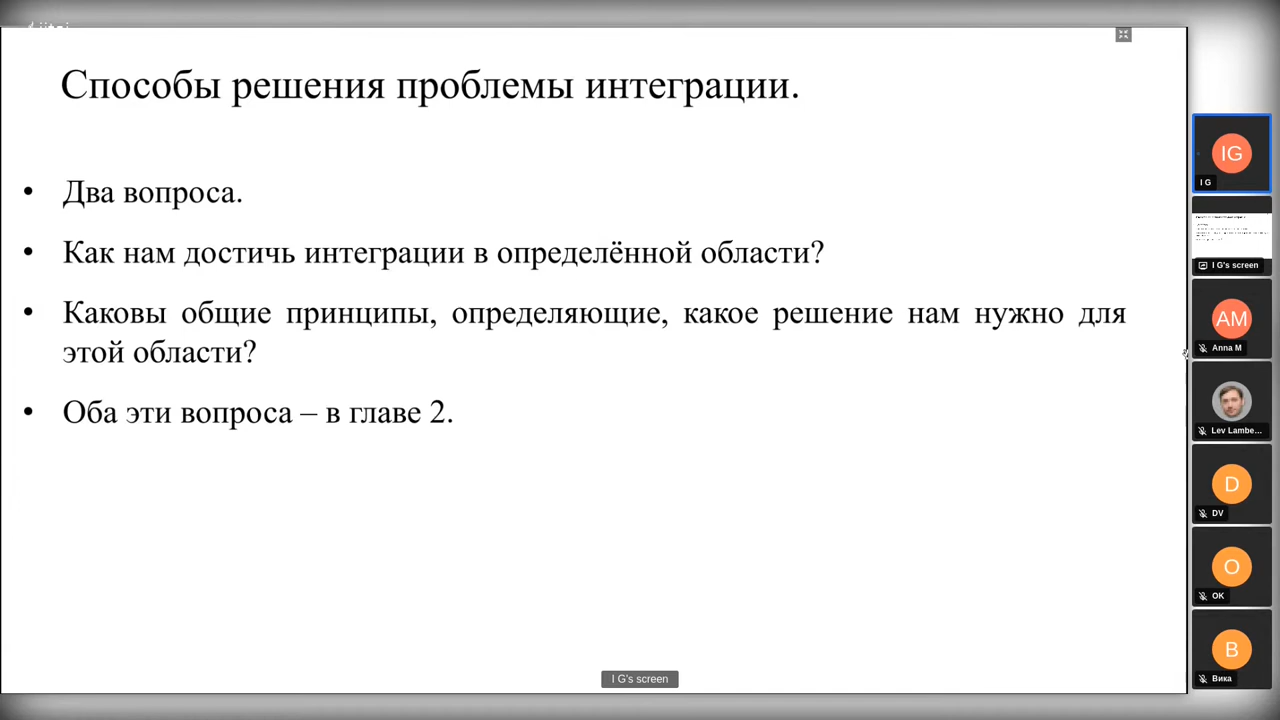 Способы решения проблемы интеграции.
• Два вопроса.
• Как нам достичь интеграции в определённой области?
• Каковы общие принципы, определяющие, какое решение нам нужно для
этой области?
• Оба эти вопроса – в главе 2.
I G's screen
IG
I G
I G's screen
AM
Anna M
Lev Lambe...
D
DV
O
OK
В
Вика